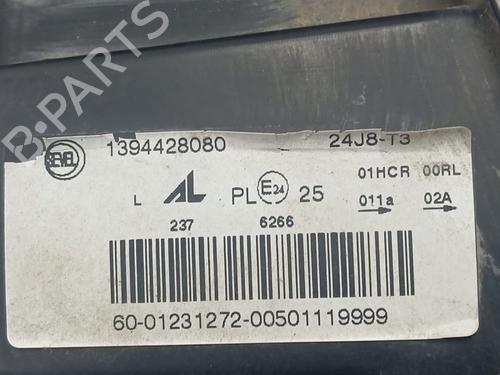 B-PARTS
SEVEL 1394428080 24J8-T3
01HCR 00RL
L AL PL E24 25 011a 02A
237 6266
60-01231272-00501119999